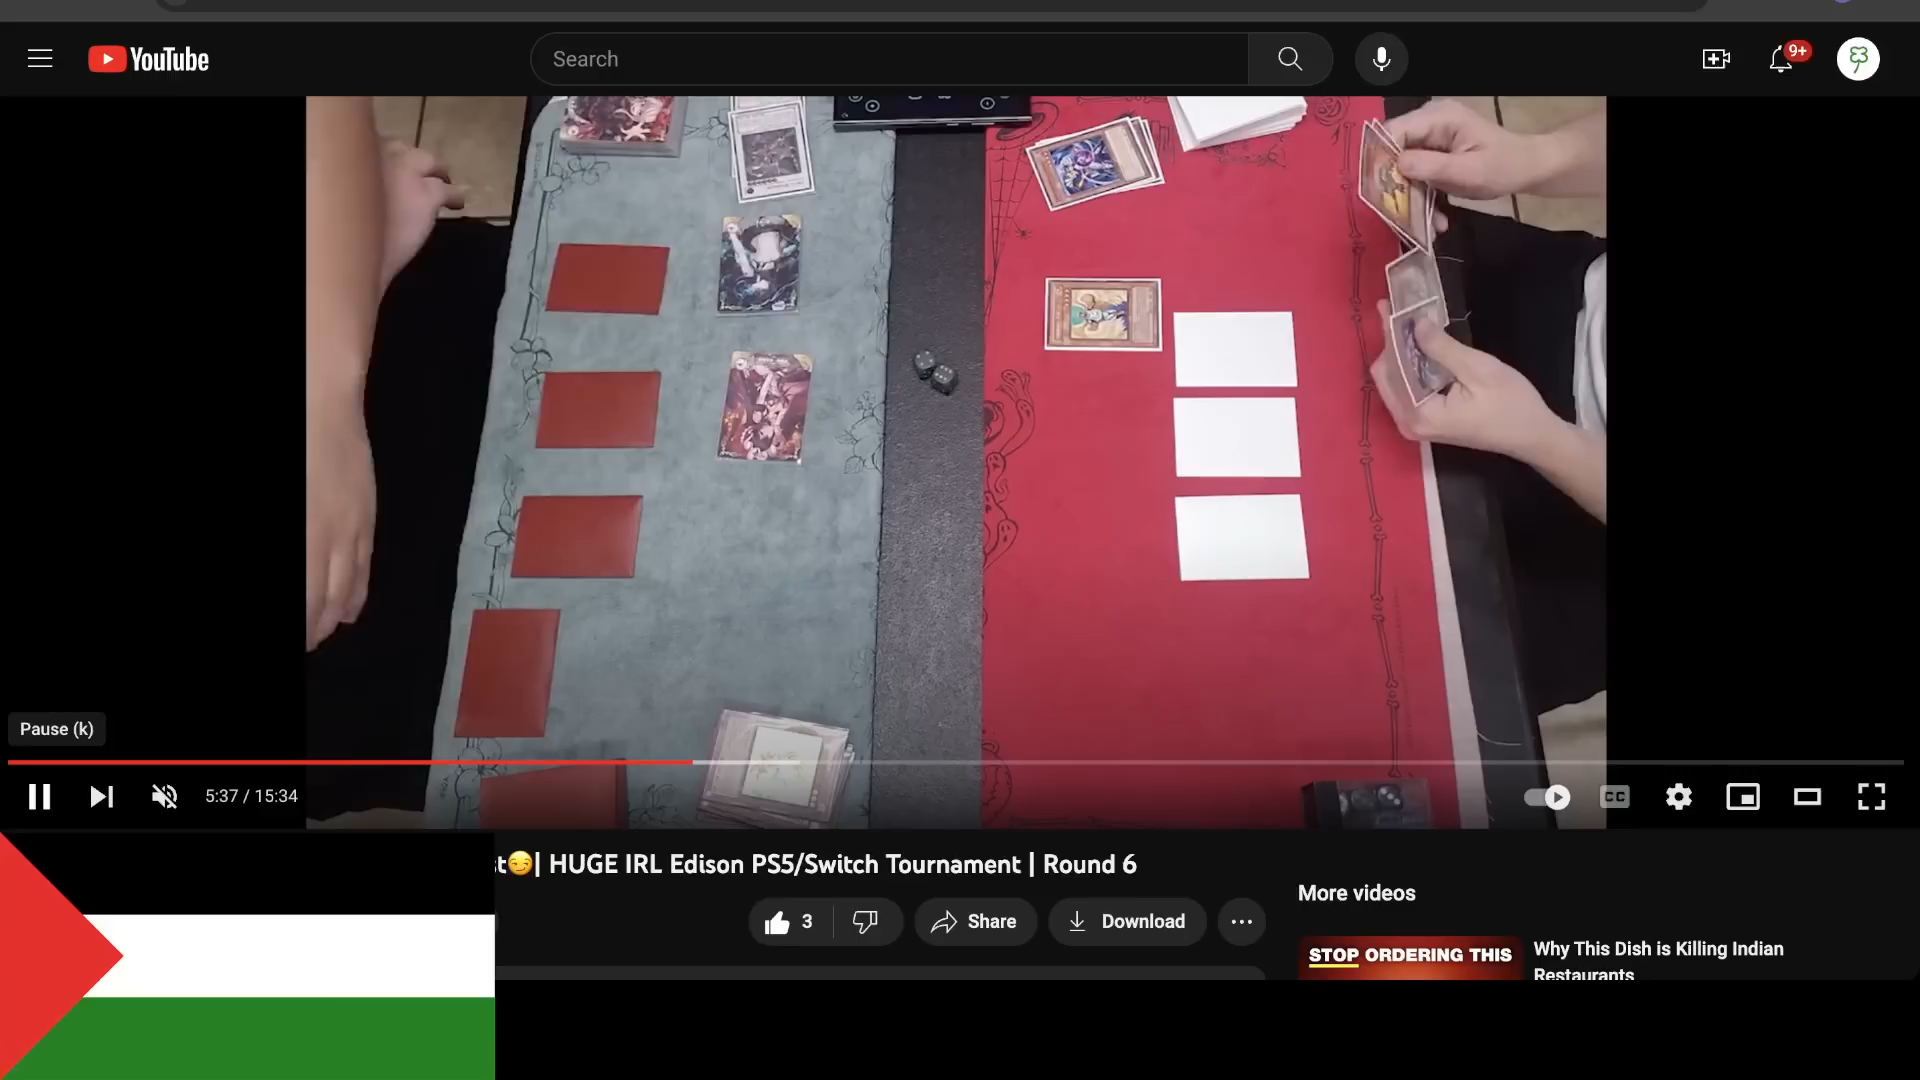 YouTube
Search
9+
Pause (k)
5:37 / 15:34
CC
t😏| HUGE IRL Edison PS5/Switch Tournament | Round 6
3
Share
Download
More videos
STOP ORDERING THIS
Why This Dish is Killing Indian
Restaurants